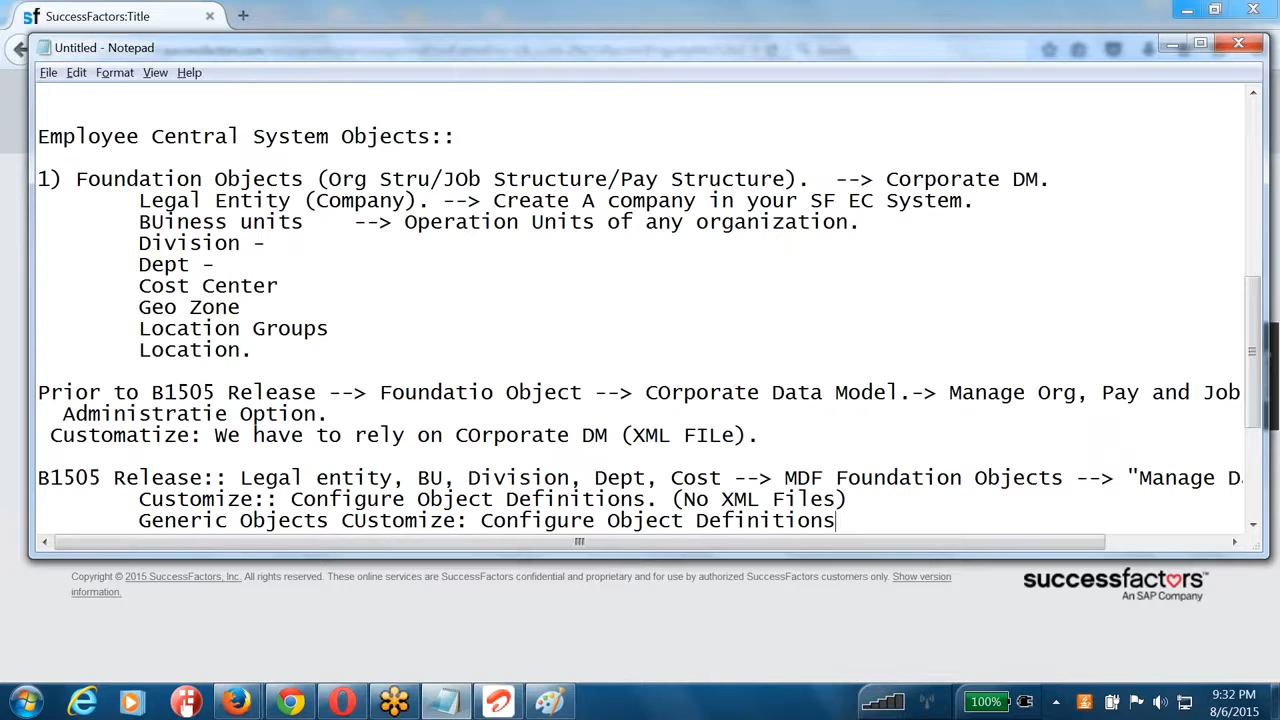 SuccessFactors:Title
Untitled - Notepad
File Edit Format View Help
Employee Central System Objects::
1) Foundation Objects (Org Stru/JOb Structure/Pay Structure). --> Corporate DM.
Legal Entity (Company). --> Create A company in your SF EC System.
BUiness units --> Operation Units of any organization.
Division -
Dept -
Cost Center
Geo Zone
Location Groups
Location.
Prior to B1505 Release --> Foundatio Object --> COrporate Data Model.-> Manage Org, Pay and Job
Administratie Option.
Customatize: We have to rely on COrporate DM (XML FILe).
B1505 Release:: Legal entity, BU, Division, Dept, Cost --> MDF Foundation Objects --> "Manage D
Customize:: Configure Object Definitions. (No XML Files)
Generic Objects CUstomize: Configure Object Definitions
Copyright © 2015 SuccessFactors, Inc. All rights reserved. These online services are SuccessFactors confidential and proprietary and for use by authorized SuccessFactors customers only. Show version
information.
successfactors
An SAP Company
100%
9:32 PM
8/6/2015